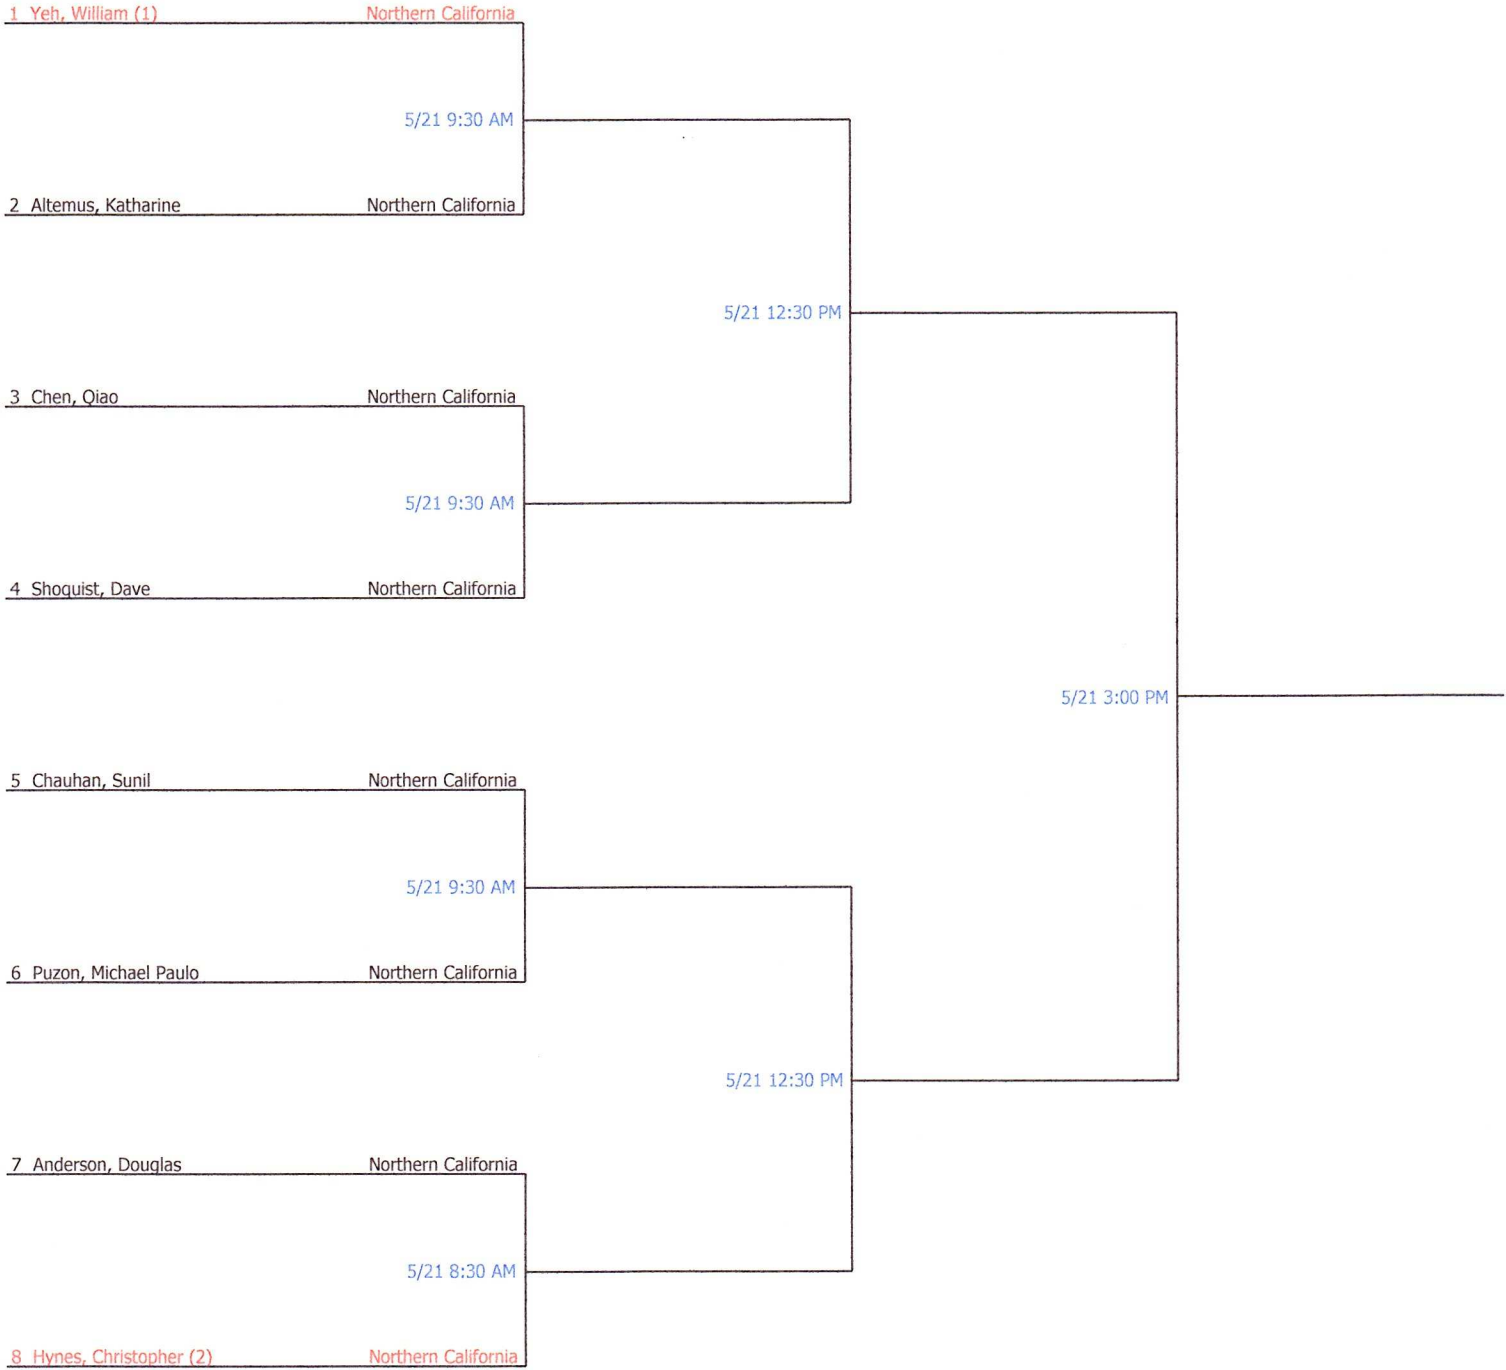 1 Yeh, William (1) Northern California
5/21 9:30 AM
2 Altemus, Katharine Northern California
5/21 12:30 PM
3 Chen, Qiao Northern California
5/21 9:30 AM
4 Shoquist, Dave Northern California
5/21 3:00 PM
5 Chauhan, Sunil Northern California
5/21 9:30 AM
6 Puzon, Michael Paulo Northern California
5/21 12:30 PM
7 Anderson, Douglas Northern California
5/21 8:30 AM
8 Hynes, Christopher (2) Northern California